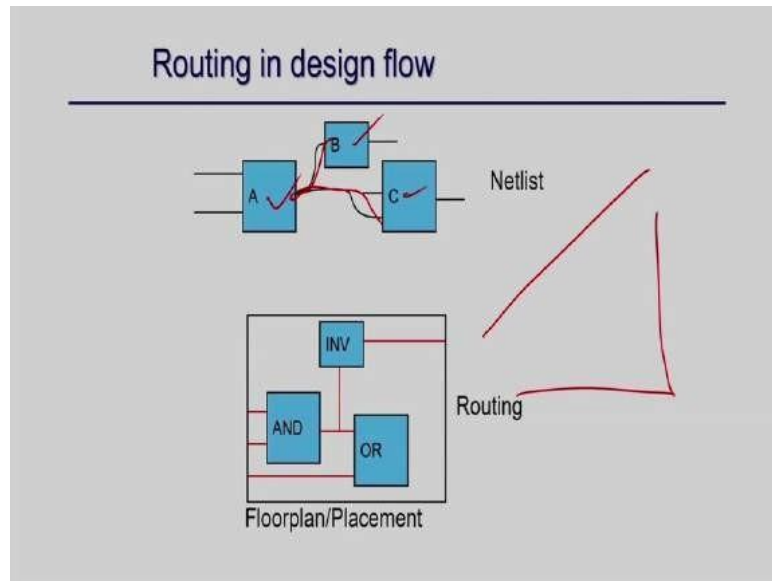 Routing in design flow
B
A
C
Netlist
INV
AND
OR
Routing
Floorplan/Placement